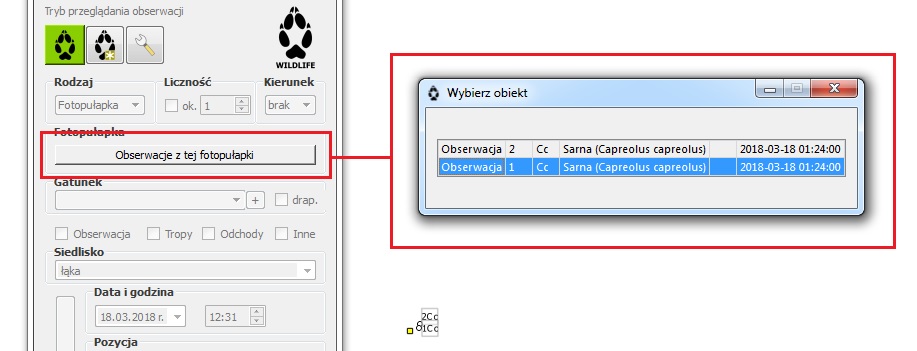 Tryb przeglądania obserwacji
WILDLIFE
Rodzaj
Liczność
Kierunek
Fotopułapka
ok.
1
brak
Fotopułapka
Obserwacje z tej fotopułapki
Gatunek
+
drap.
Obserwacja
Tropy
Odchody
Inne
Siedlisko
łąka
Data i godzina
18.03.2018 r.
12:31
Pozycja
Wybierz obiekt
Obserwacja 2 Cc Sarna (Capreolus capreolus) 2018-03-18 01:24:00
Obserwacja 1 Cc Sarna (Capreolus capreolus) 2018-03-18 01:24:00
2Cc
1Cc